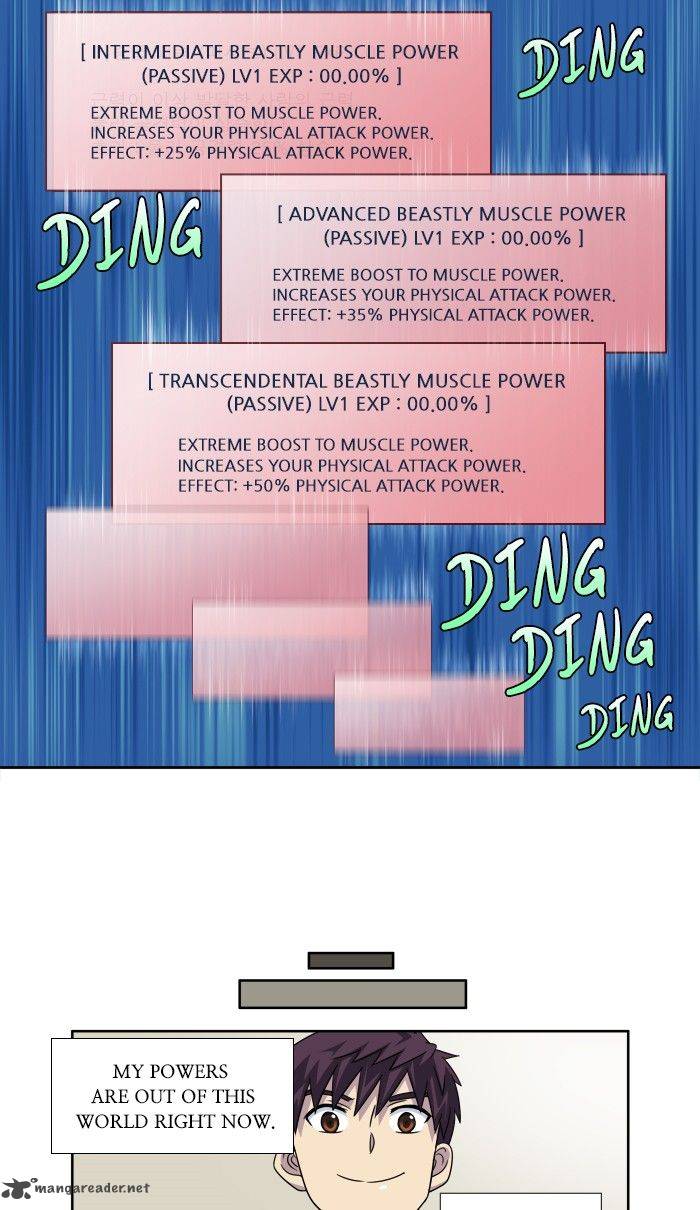 [ INTERMEDIATE BEASTLY MUSCLE POWER
(PASSIVE) LV1 EXP : 00.00% ]
EXTREME BOOST TO MUSCLE POWER.
INCREASES YOUR PHYSICAL ATTACK POWER.
EFFECT: +25% PHYSICAL ATTACK POWER.
DING
DING
[ ADVANCED BEASTLY MUSCLE POWER
(PASSIVE) LV1 EXP : 00.00% ]
EXTREME BOOST TO MUSCLE POWER.
INCREASES YOUR PHYSICAL ATTACK POWER.
EFFECT: +35% PHYSICAL ATTACK POWER.
[ TRANSCENDENTAL BEASTLY MUSCLE POWER
(PASSIVE) LV1 EXP : 00.00% ]
EXTREME BOOST TO MUSCLE POWER.
INCREASES YOUR PHYSICAL ATTACK POWER.
EFFECT: +50% PHYSICAL ATTACK POWER.
DING
DING
DING
MY POWERS
ARE OUT OF THIS
WORLD RIGHT NOW.
mangareader.net